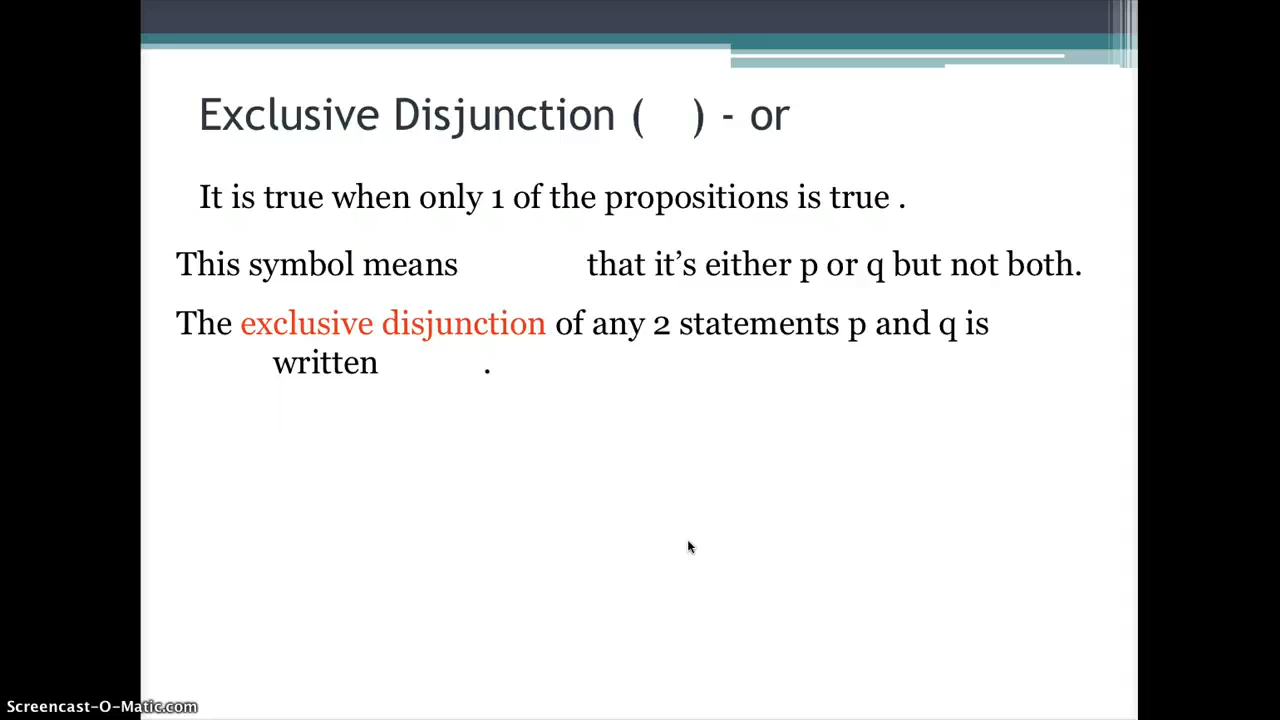 Exclusive Disjunction (   ) - or
It is true when only 1 of the propositions is true .
This symbol means         that it’s either p or q but not both.
The exclusive disjunction of any 2 statements p and q is
written         .
Screencast-O-Matic.com